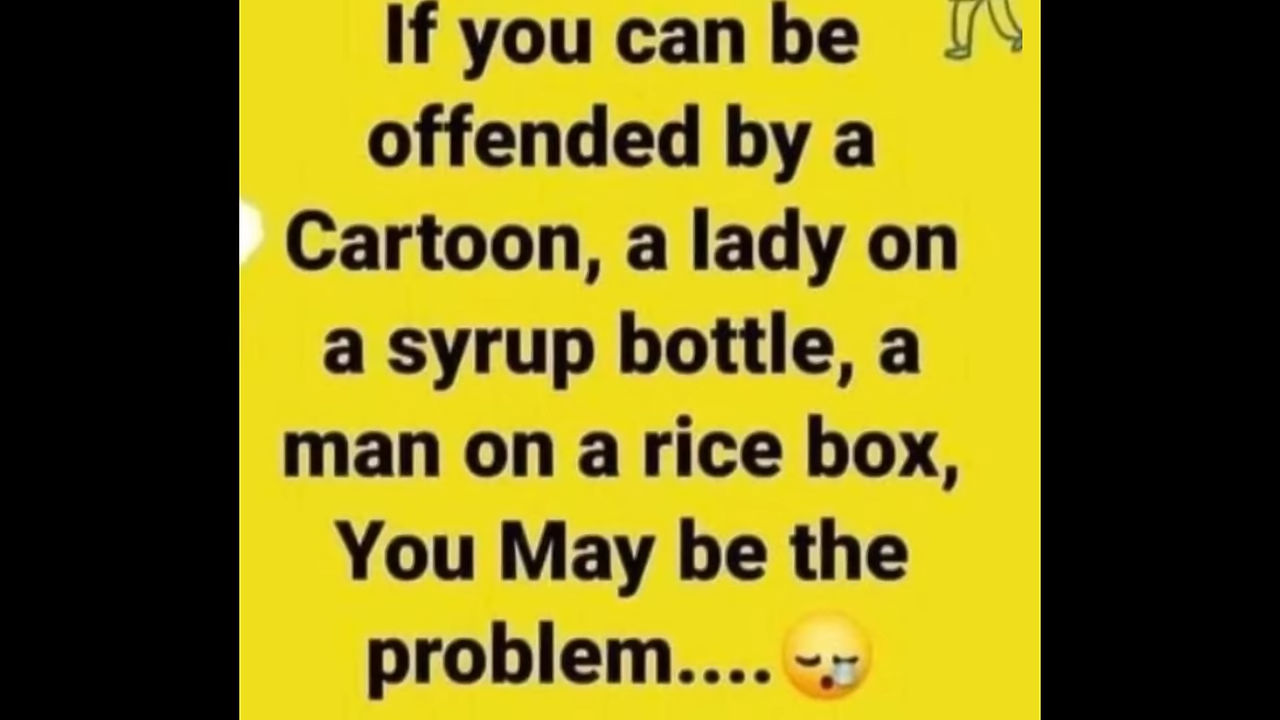 If you can be
offended by a
Cartoon, a lady on
a syrup bottle, a
man on a rice box,
You May be the
problem....😪